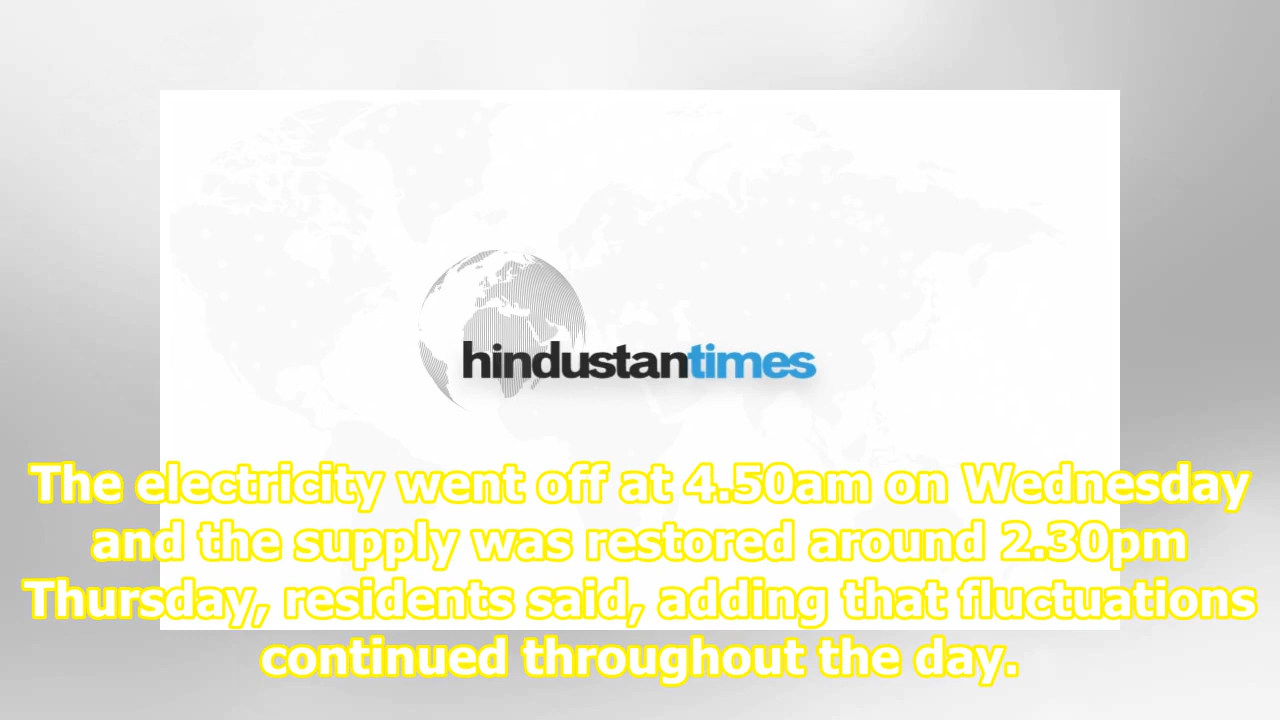 hindustantimes
The electricity went off at 4.50am on Wednesday
and the supply was restored around 2.30pm
Thursday, residents said, adding that fluctuations
continued throughout the day.